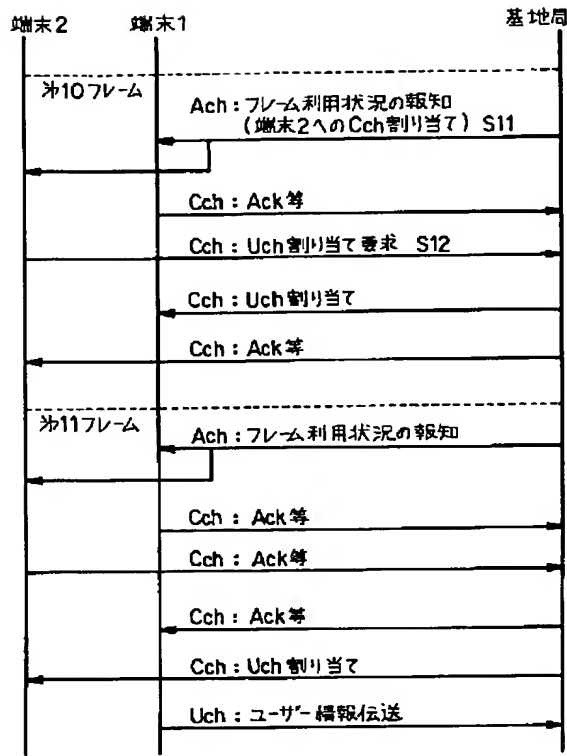 端末2 端末1 基地局
第10フレーム
Ach:フレーム利用状況の報知
(端末2へのCch割り当て) S11
Cch:Ack等
Cch:Uch割り当て要求 S12
Cch:Uch割り当て
Cch:Ack等
第11フレーム
Ach:フレーム利用状況の報知
Cch:Ack等
Cch:Ack等
Cch:Ack等
Cch:Uch割り当て
Uch:ユーザー情報伝送